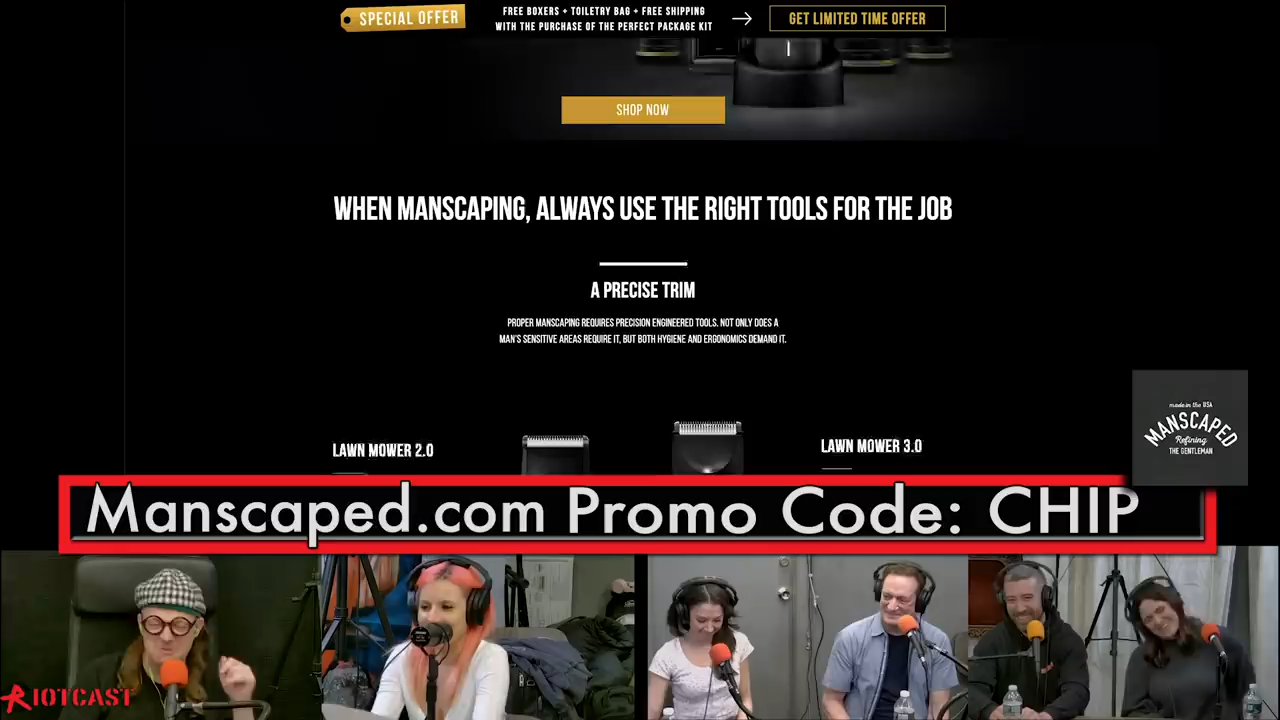 SPECIAL OFFER
FREE BOXERS + TOILETRY BAG + FREE SHIPPING
WITH THE PURCHASE OF THE PERFECT PACKAGE KIT
GET LIMITED TIME OFFER
SHOP NOW
WHEN MANSCAPING, ALWAYS USE THE RIGHT TOOLS FOR THE JOB
A PRECISE TRIM
PROPER MANSCAPING REQUIRES PRECISION ENGINEERED TOOLS. NOT ONLY DOES A
MAN'S SENSITIVE AREAS REQUIRE IT, BUT BOTH HYGIENE AND ERGONOMICS DEMAND IT.
LAWN MOWER 2.0
LAWN MOWER 3.0
made in the USA
MANSCAPED
Refining
THE GENTLEMAN
Manscaped.com Promo Code: CHIP
RIOTCAST